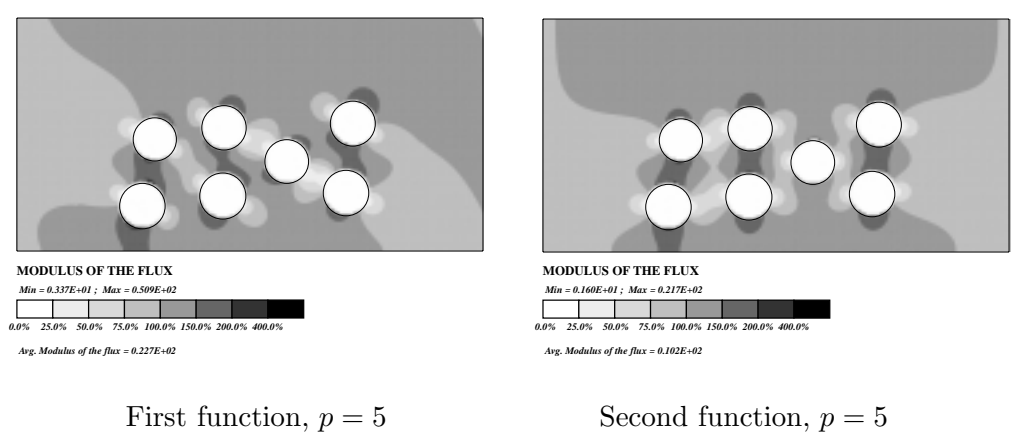 MODULUS OF THE FLUX
Min = 0.337E+01 ; Max = 0.509E+02
0.0% 25.0% 50.0% 75.0% 100.0% 150.0% 200.0% 400.0%
Avg. Modulus of the flux = 0.227E+02
First function, p = 5
MODULUS OF THE FLUX
Min = 0.160E+01 ; Max = 0.217E+02
0.0% 25.0% 50.0% 75.0% 100.0% 150.0% 200.0% 400.0%
Avg. Modulus of the flux = 0.102E+02
Second function, p = 5